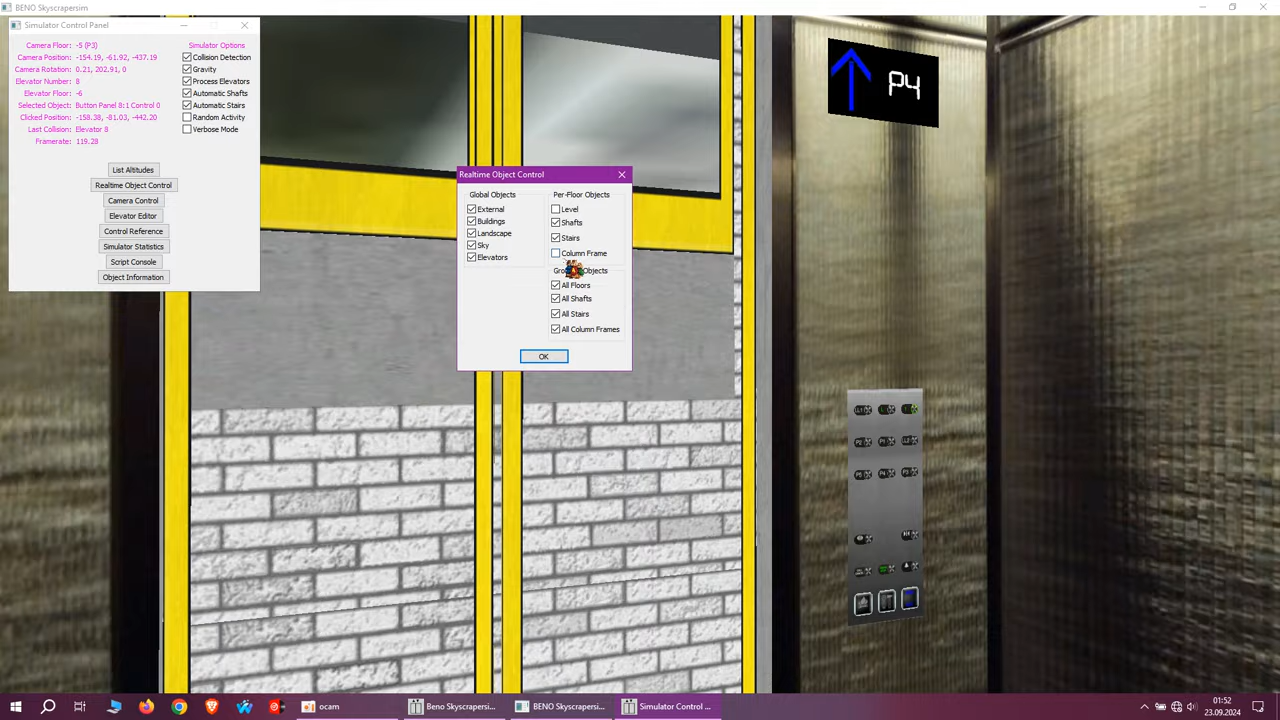 BENO Skyscrapersim
Simulator Control Panel
Camera Floor: -5 (P3)
Camera Position: -154.19, -61.92, -437.19
Camera Rotation: 0.21, 202.91, 0
Elevator Number: 8
Elevator Floor: -6
Selected Object: Button Panel 8:1 Control 0
Clicked Position: -158.38, -81.03, -442.20
Last Collision: Elevator 8
Framerate: 119.28
Simulator Options
Collision Detection
Gravity
Process Elevators
Automatic Shafts
Automatic Stairs
Random Activity
Verbose Mode
List Altitudes
Realtime Object Control
Camera Control
Elevator Editor
Control Reference
Simulator Statistics
Script Console
Object Information
Realtime Object Control
Global Objects
External
Buildings
Landscape
Sky
Elevators
Per-Floor Objects
Level
Shafts
Stairs
Column Frame
Objects
All Floors
All Shafts
All Stairs
All Column Frames
OK
P4
P2 P1
P4
ocam
Beno Skyscrapersim...
BENO Skyscrapersim...
Simulator Control ...
01:52
23.09.2024